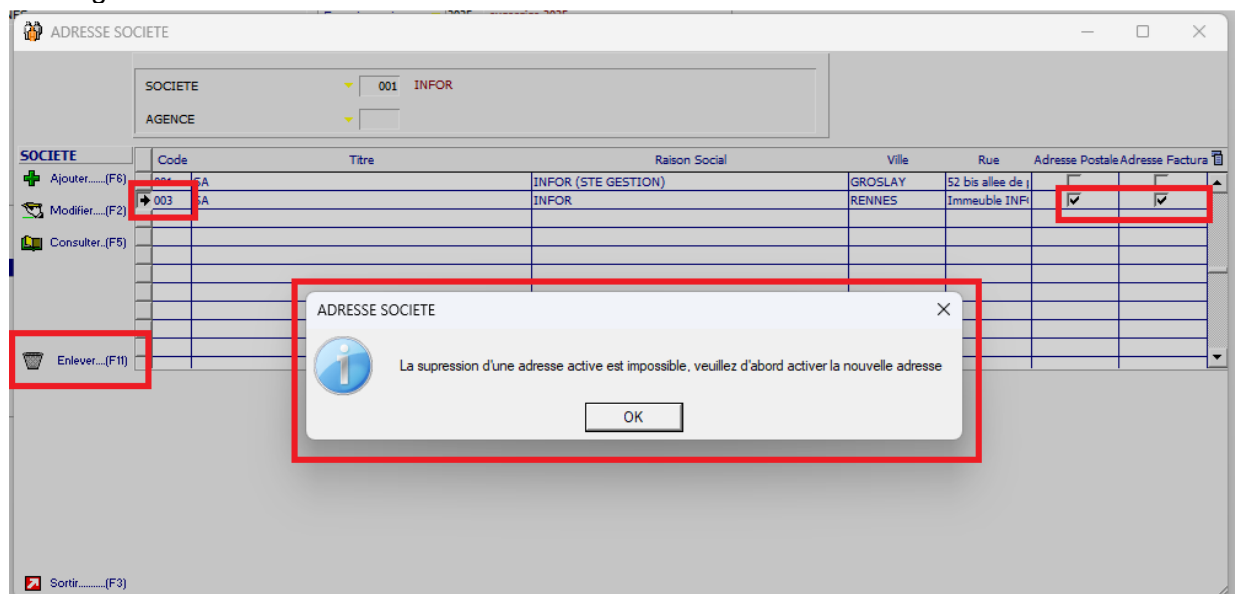 ADRESSE SOCIETE
SOCIETE 001 INFOR
AGENCE
SOCIETE
Code Titre Raison Social Ville Rue Adresse Postale Adresse Factura
Ajouter......(F6)
001 SA INFOR (STE GESTION) GROSLAY 52 bis allee de
003 SA INFOR RENNES Immeuble INF
Modifier....(F2)
Consulter..(F5)
ADRESSE SOCIETE
La supression d'une adresse active est impossible, veuillez d'abord activer la nouvelle adresse
Enlever....(F11)
OK
Sortir..........(F3)